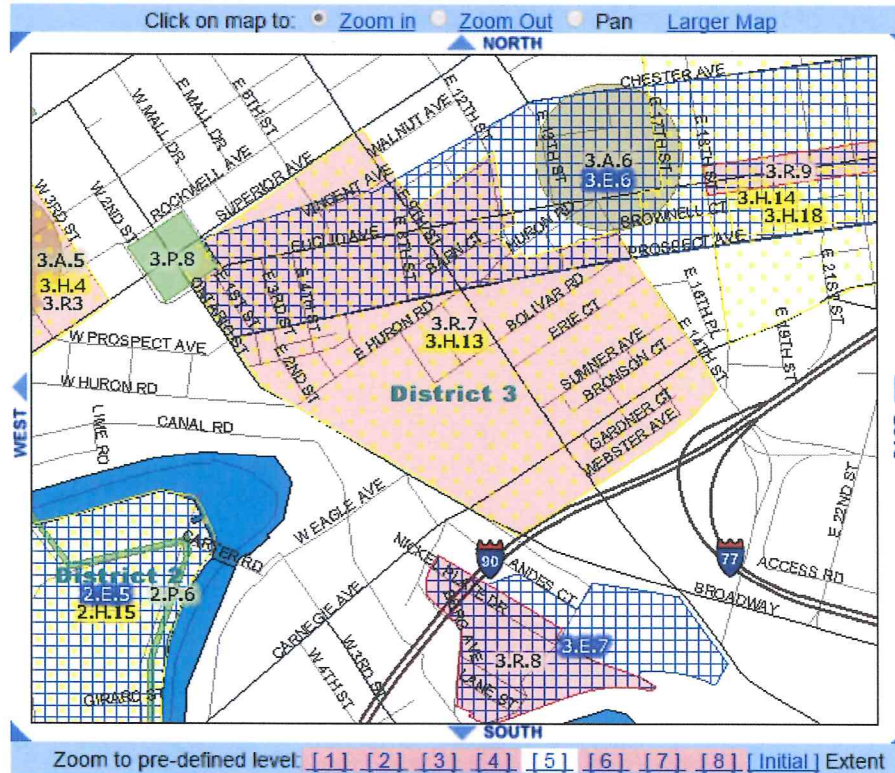 Click on map to: Zoom in Zoom Out Pan Larger Map
NORTH
CHESTER AVE
W MALL DR
E MALL DR
E 6TH ST
E 12TH ST
WALNUT AVE
ROCKWELL AVE
SUPERIOR AVE
VINCENT AVE
E 17TH ST
E 18TH ST
3.A.6
3.E.6
3.R.9
3.H.14
3.H.18
W 3RD ST
W 2ND ST
EUCLID AVE
E 9TH ST
HURON RD
BROWNELL CT
PROSPECT AVE
3.P.8
3.A.5
3.H.4
3.R3
ONTARIO ST
E 1ST ST
E 3RD ST
E 4TH ST
E 2ND ST
E 21ST ST
W PROSPECT AVE
E HURON RD
3.R.7
3.H.13
BOLIVAR RD
ERIE CT
E 16TH PL
E 14TH ST
E 18TH ST
SUMNER AVE
BRONSON CT
W HURON RD
District 3
GARDNER CT
WEBSTER AVE
WEST
LIME RD
CANAL RD
W EAGLE AVE
E 22ND ST
CARTER RD
NICKEL PLATE DR
ANDES CT
90
77
ACCESS RD
BROADWAY
District 2
2.E.5
2.P.6
2.H.15
CARNEGIE AVE
W 3RD ST
W 4TH ST
3.R.8
3.E.7
AVE
LANE ST
GIRARD ST
SOUTH
Zoom to pre-defined level: [ 1 ] [ 2 ] [ 3 ] [ 4 ] [ 5 ] [ 6 ] [ 7 ] [ 8 ] [ Initial ] Extent